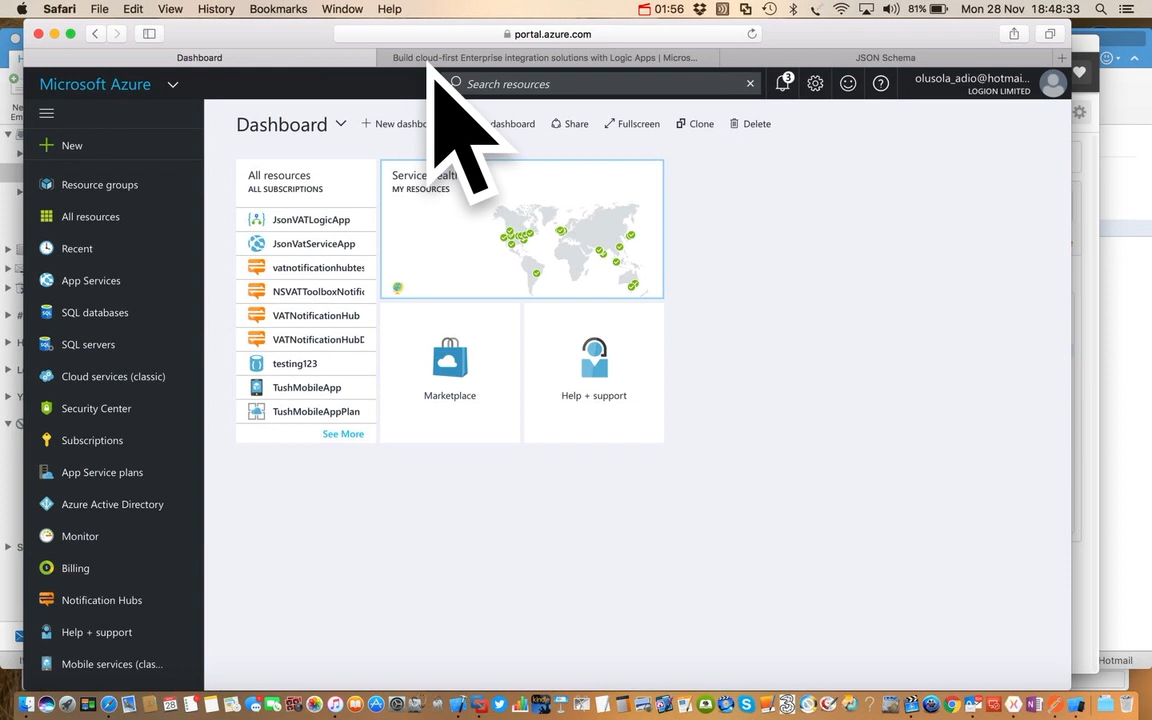 Safari File Edit View History Bookmarks Window Help
01:56 81% Mon 28 Nov 18:48:33
portal.azure.com
Dashboard
Build cloud-first Enterprise integration solutions with Logic Apps | Micros...
JSON Schema
Microsoft Azure
Search resources
3
olusola_adio@hotmai...
LOGION LIMITED
Dashboard
New dashbo
dashboard
Share
Fullscreen
Clone
Delete
New
Resource groups
All resources
Recent
App Services
SQL databases
SQL servers
Cloud services (classic)
Security Center
Subscriptions
App Service plans
Azure Active Directory
Monitor
Billing
Notification Hubs
Help + support
Mobile services (clas...
All resources
ALL SUBSCRIPTIONS
JsonVATLogicApp
JsonVatServiceApp
vatnotificationhubtes
NSVATToolboxNotific
VATNotificationHub
VATNotificationHubD
testing123
TushMobileApp
TushMobileAppPlan
See More
Service
MY RESOURCES
Marketplace
Help + support
Hotmail